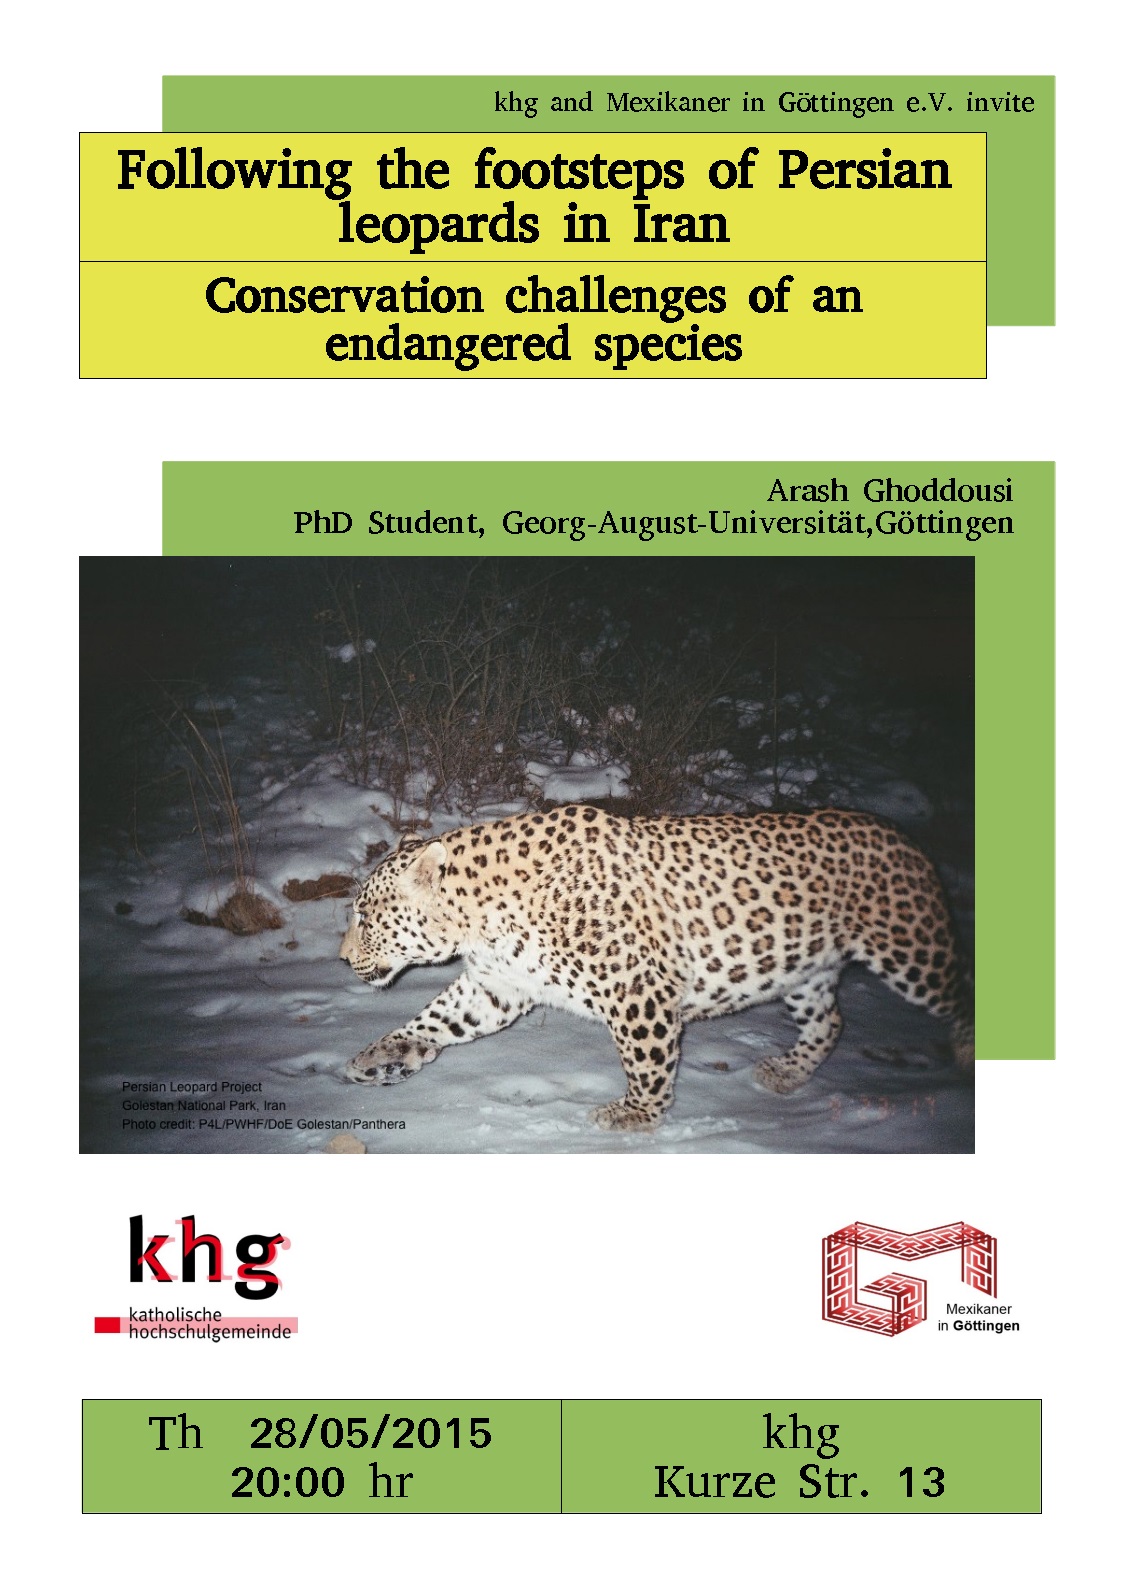 khg and Mexikaner in Göttingen e.V. invite
Following the footsteps of Persian
leopards in Iran
Conservation challenges of an
endangered species
Arash Ghoddousi
PhD Student, Georg-August-Universität,Göttingen
Persian Leopard Project
Golestan National Park, Iran
Photo credit: P4L/PWHF/DoE Golestan/Panthera
khg
katholische
hochschulgemeinde
Mexikaner
in Göttingen
Th 28/05/2015
20:00 hr
khg
Kurze Str. 13